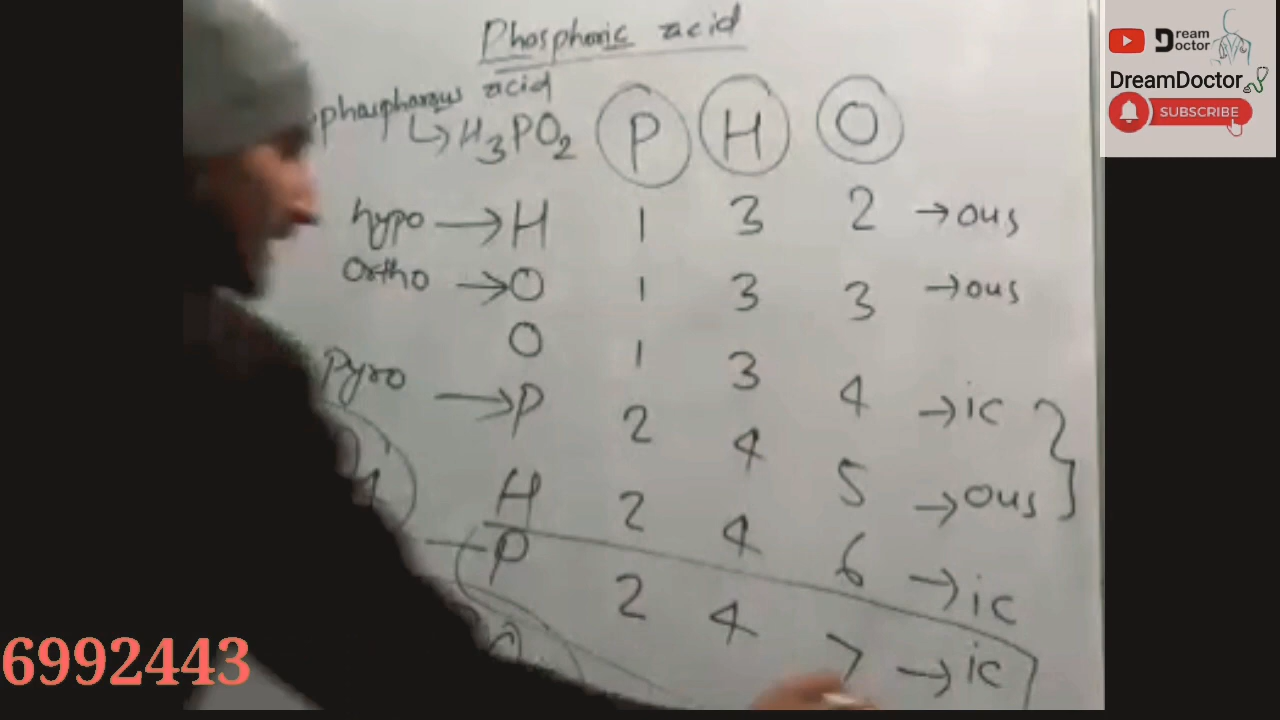 Phosphoric acid
phosphorous acid
↳ H3PO2 P H O
hypo → H 1 3 2 → ous
Ortho → O 1 3 3 → ous
O 1 3 4 → ic
Pyro → P 2 4 5 → ous
H 2 4 6 → ic
P 2 4 7 → ic
Dream
Doctor
DreamDoctor
SUBSCRIBE
6992443